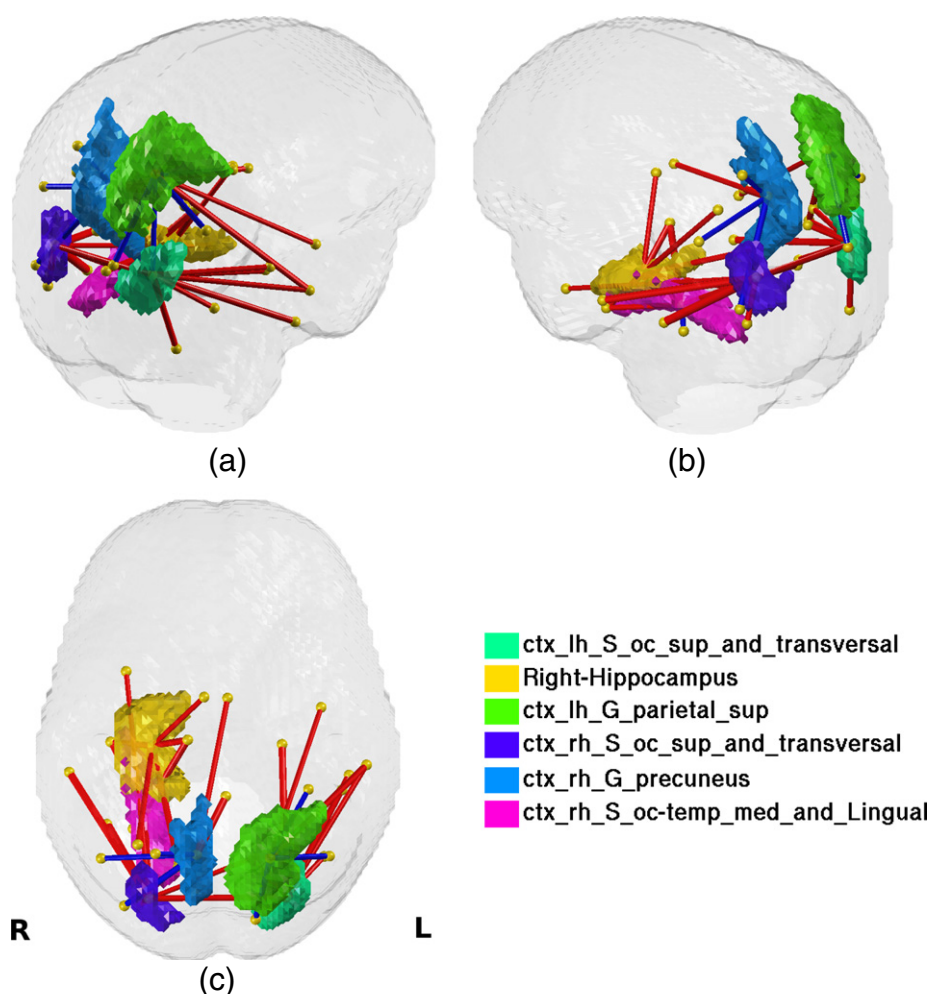 (a)
(b)
ctx_lh_S_oc_sup_and_transversal
Right-Hippocampus
ctx_lh_G_parietal_sup
ctx_rh_S_oc_sup_and_transversal
ctx_rh_G_precuneus
ctx_rh_S_oc-temp_med_and_Lingual
R
L
(c)